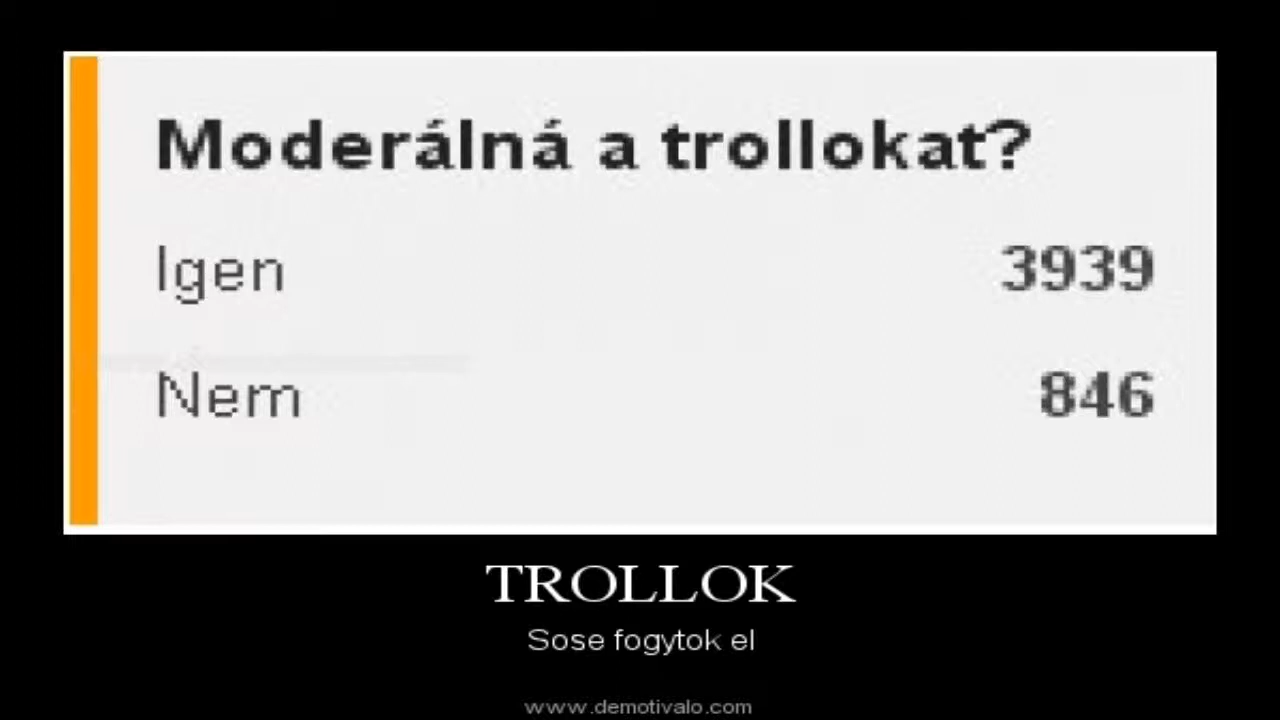 Moderálná a trollokat?
Igen 3939
Nem 846
TROLLOK
Sose fogytok el
www.demotivalo.com